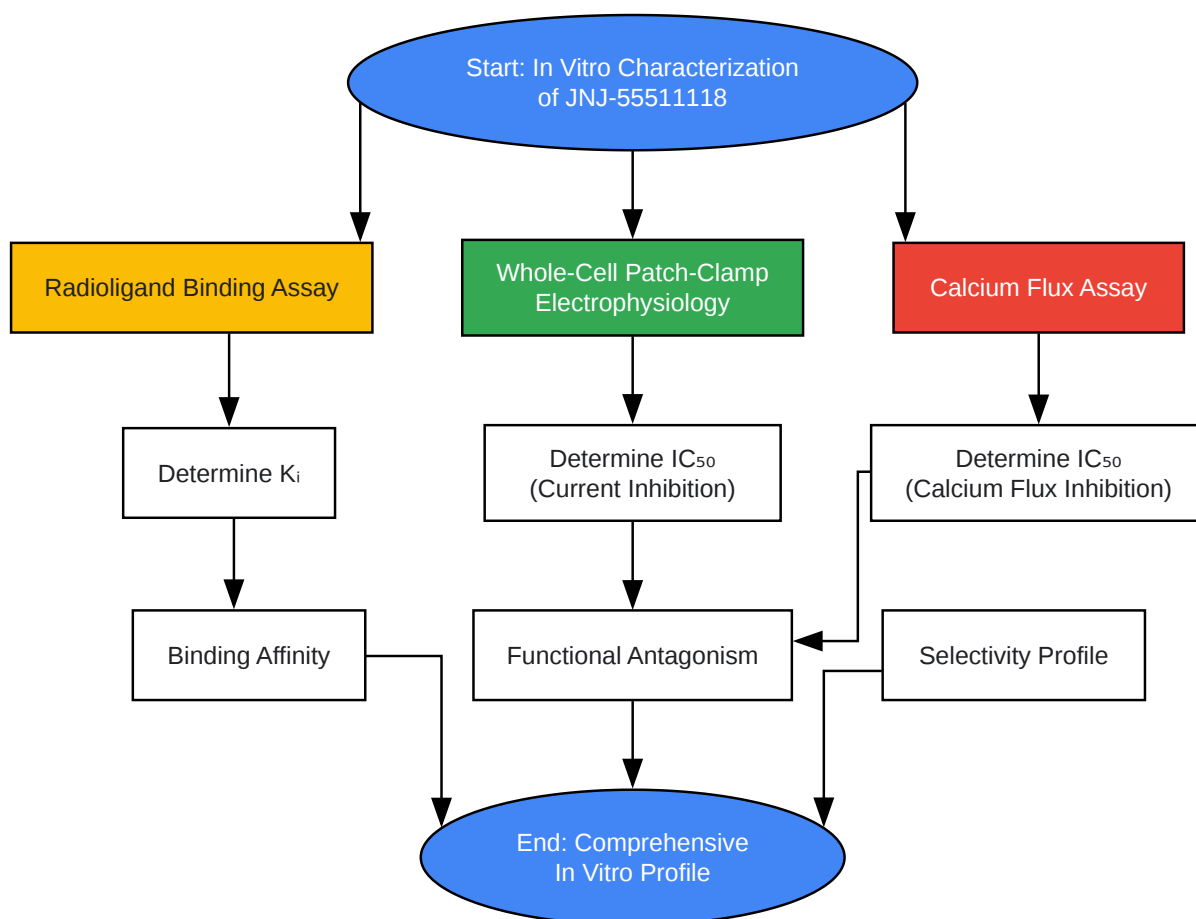 Start: In Vitro Characterization
of JNJ-55511118
Radioligand Binding Assay
Whole-Cell Patch-Clamp
Electrophysiology
Calcium Flux Assay
Determine Kᵢ
Determine IC₅₀
(Current Inhibition)
Determine IC₅₀
(Calcium Flux Inhibition)
Binding Affinity
Functional Antagonism
Selectivity Profile
End: Comprehensive
In Vitro Profile